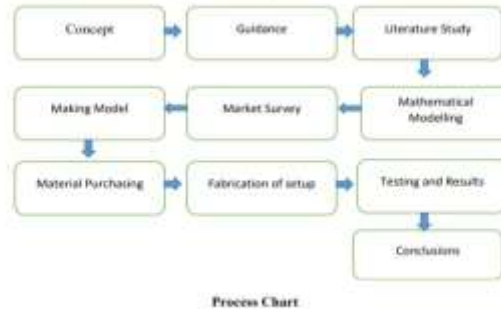 Concept
Guidance
Literature Study
Mathematical
Modelling
Market Survey
Making Model
Material Purchasing
Fabrication of setup
Testing and Results
Conclusions
Process Chart